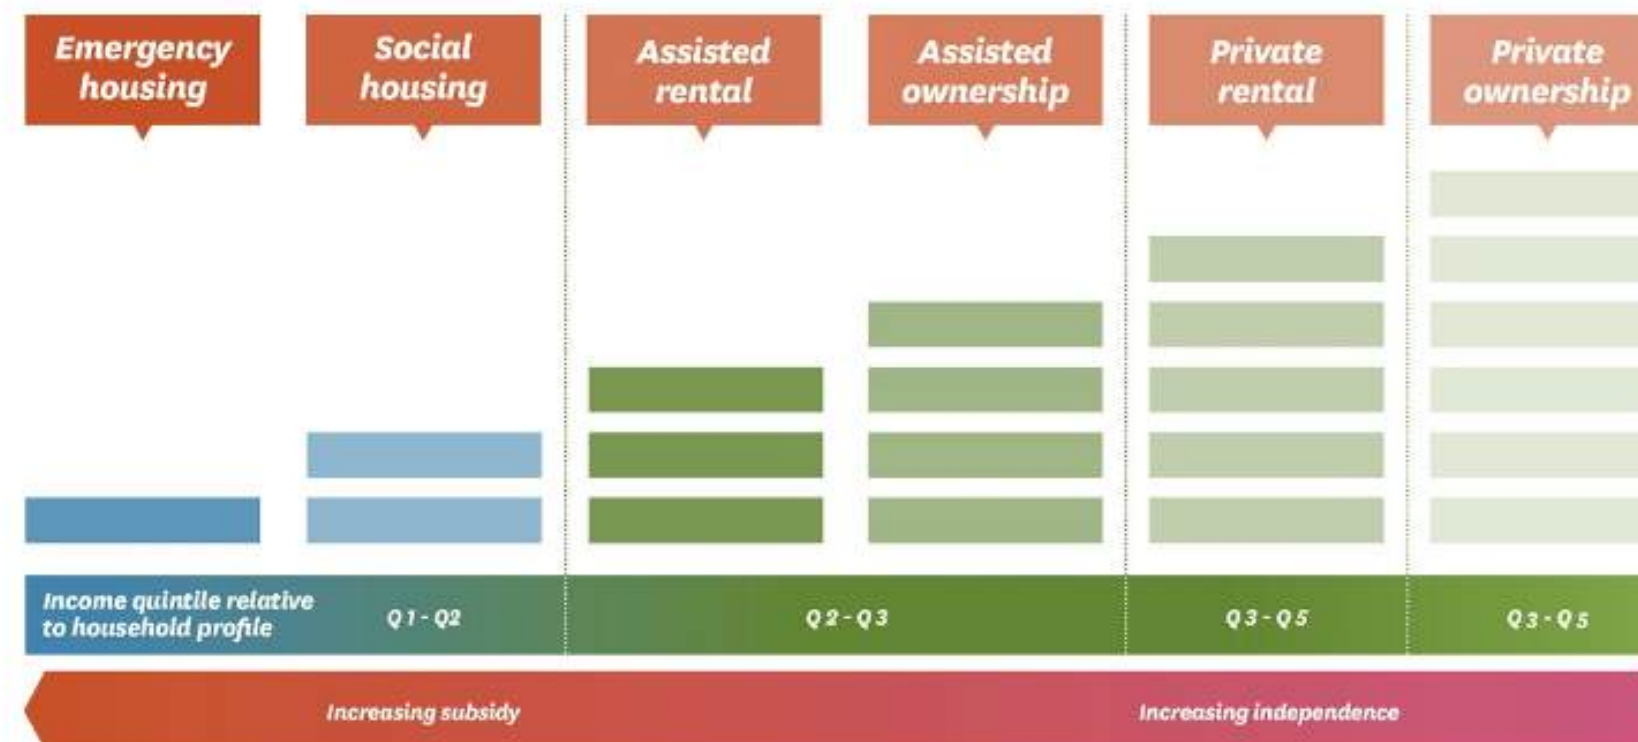 Emergency
housing
Social
housing
Assisted
rental
Assisted
ownership
Private
rental
Private
ownership
Income quintile relative
to household profile
Q1 - Q2
Q2 - Q3
Q3 - Q5
Q3 - Q5
Increasing subsidy
Increasing independence